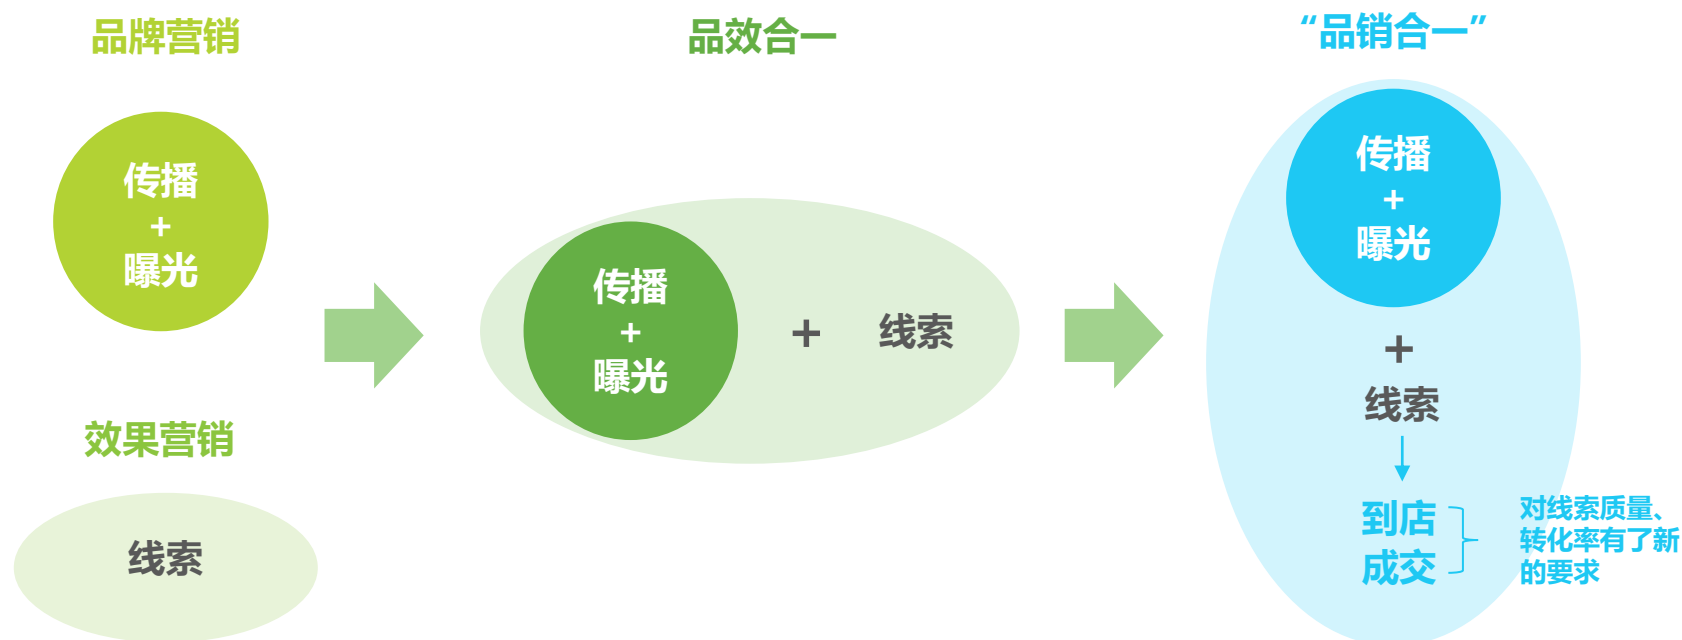 品牌营销
传播
+
曝光
效果营销
线索
品效合一
传播
+
曝光
+
线索
“品销合一”
传播
+
曝光
+
线索
到店
成交
对线索质量、
转化率有了新
的要求